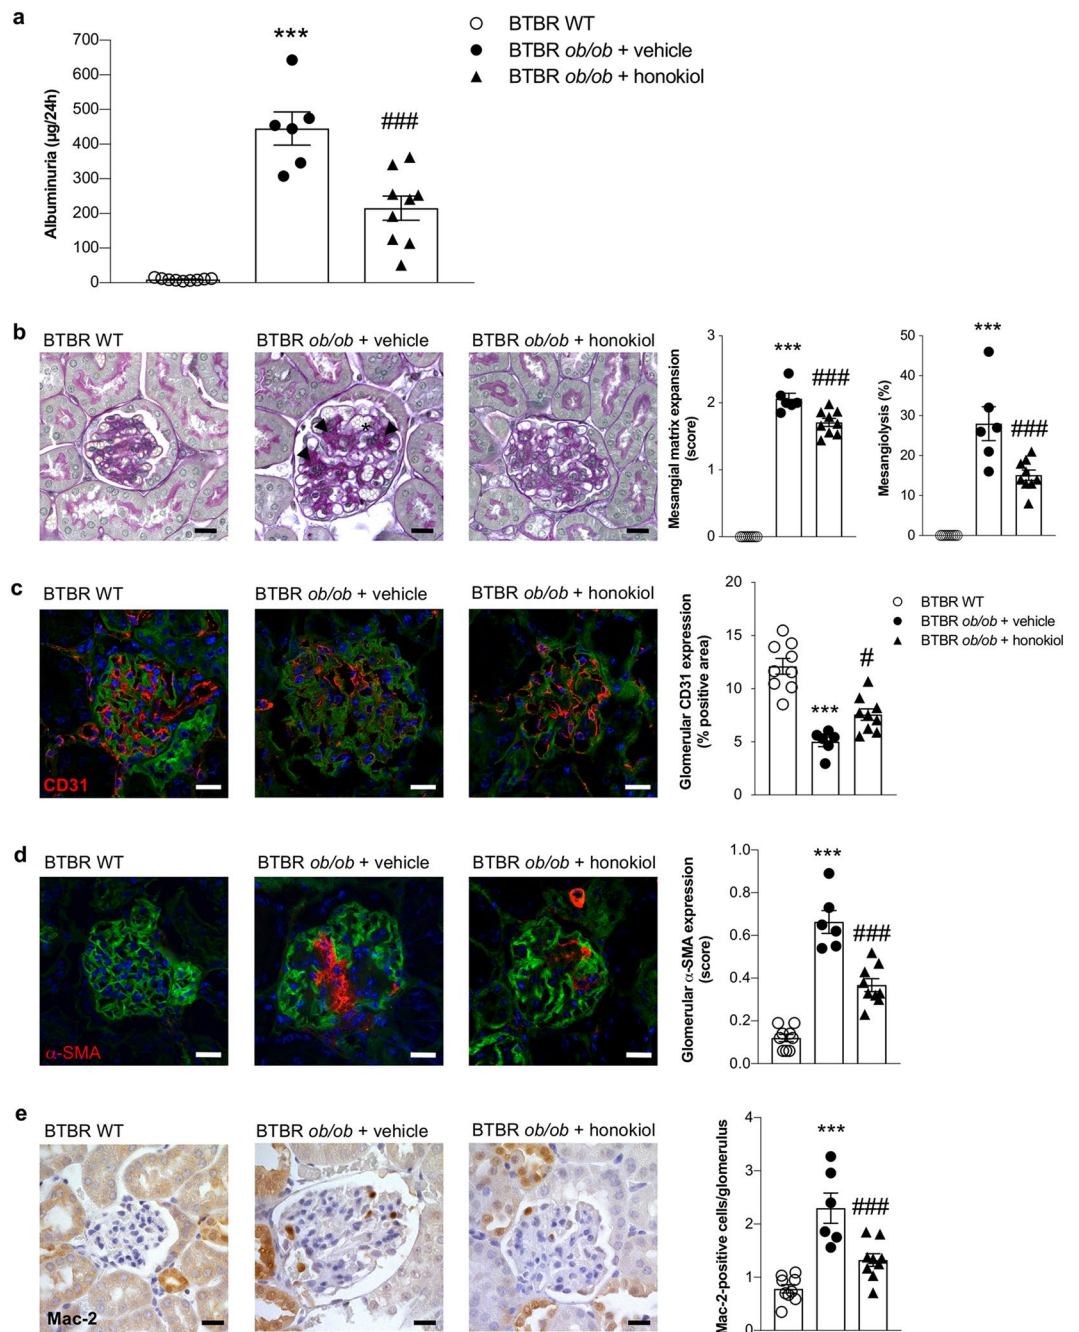 a
BTBR WT
BTBR ob/ob + vehicle
BTBR ob/ob + honokiol
***
###
Albuminuria (µg/24h)
700
600
500
400
300
200
100
0
b
BTBR WT
BTBR ob/ob + vehicle
BTBR ob/ob + honokiol
*
Mesangial matrix expansion
(score)
3
2
1
0
***
###
Mesangiolysis (%)
50
40
30
20
10
0
***
###
c
BTBR WT
BTBR ob/ob + vehicle
BTBR ob/ob + honokiol
CD31
Glomerular CD31 expression
(% positive area)
20
15
10
5
0
***
#
BTBR WT
BTBR ob/ob + vehicle
BTBR ob/ob + honokiol
d
BTBR WT
BTBR ob/ob + vehicle
BTBR ob/ob + honokiol
α-SMA
Glomerular α-SMA expression
(score)
1.0
0.8
0.6
0.4
0.2
0.0
***
###
e
BTBR WT
BTBR ob/ob + vehicle
BTBR ob/ob + honokiol
Mac-2
Mac-2-positive cells/glomerulus
4
3
2
1
0
***
###